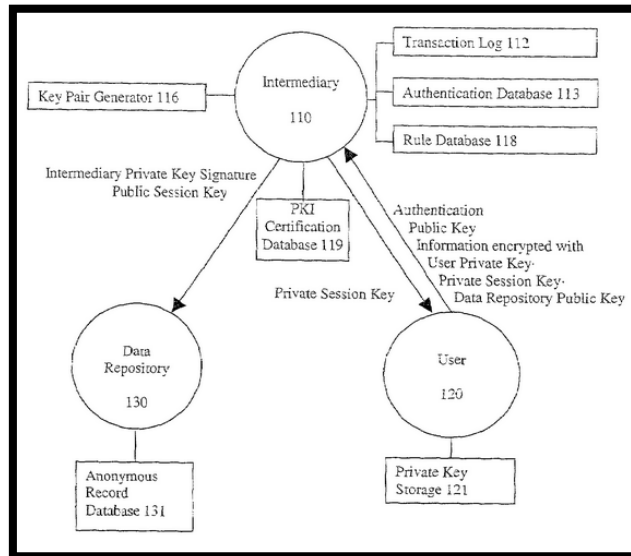 Transaction Log 112
Intermediary
110
Key Pair Generator 116
Authentication Database 113
Rule Database 118
Intermediary Private Key Signature
Public Session Key
PKI
Certification
Database 119
Authentication
Public Key
Information encrypted with
User Private Key·
Private Session Key·
Data Repository Public Key
Private Session Key
Data
Repository
130
User
120
Anonymous
Record
Database 131
Private Key
Storage 121